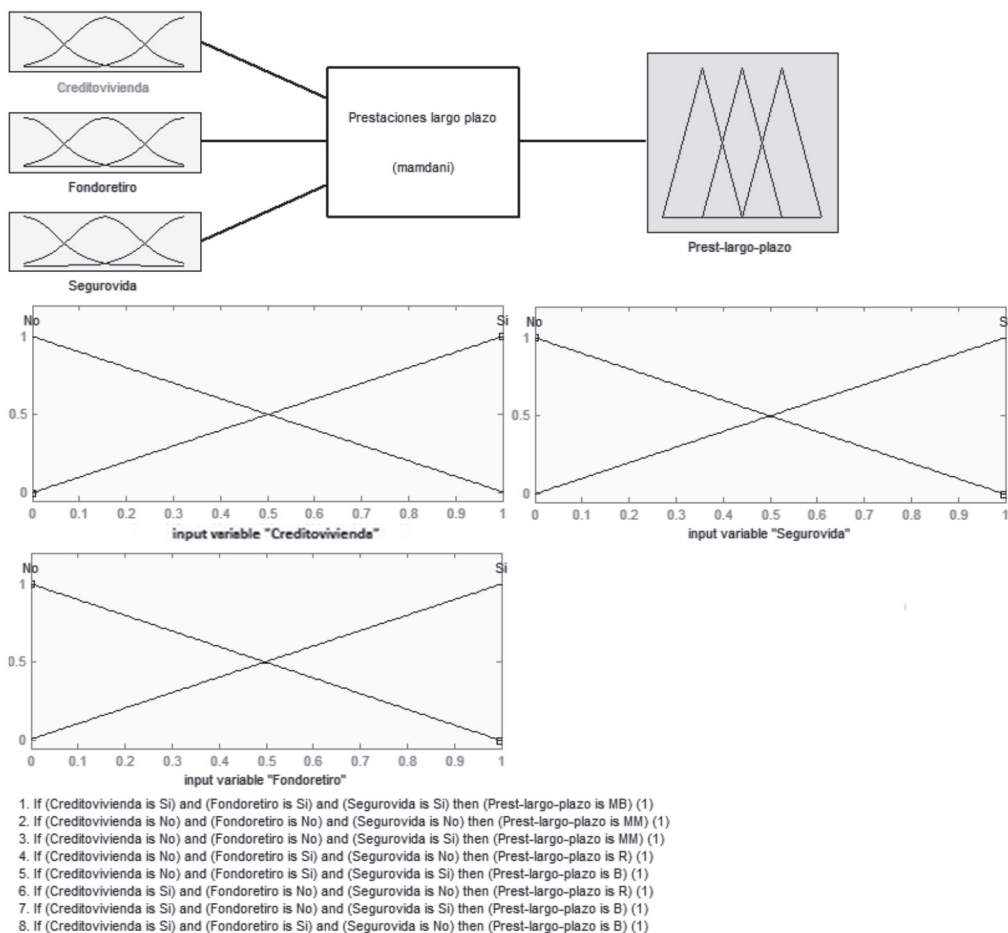 Creditovivienda
Prestaciones largo plazo
Fondoretiro
(mamdani)
Segurovida
Prest-largo-plazo
No Si
1
0.5
0
0 0.1 0.2 0.3 0.4 0.5 0.6 0.7 0.8 0.9 1
input variable "Creditovivienda"
No S
1
0.5
0
0 0.1 0.2 0.3 0.4 0.5 0.6 0.7 0.8 0.9 1
input variable "Segurovida"
No Si
1
0.5
0
0 0.1 0.2 0.3 0.4 0.5 0.6 0.7 0.8 0.9 1
input variable "Fondoretiro"
1. If (Creditovivienda is Si) and (Fondoretiro is Si) and (Segurovida is Si) then (Prest-largo-plazo is MB) (1)
2. If (Creditovivienda is No) and (Fondoretiro is No) and (Segurovida is No) then (Prest-largo-plazo is MM) (1)
3. If (Creditovivienda is No) and (Fondoretiro is No) and (Segurovida is Si) then (Prest-largo-plazo is MM) (1)
4. If (Creditovivienda is No) and (Fondoretiro is Si) and (Segurovida is No) then (Prest-largo-plazo is R) (1)
5. If (Creditovivienda is No) and (Fondoretiro is Si) and (Segurovida is Si) then (Prest-largo-plazo is B) (1)
6. If (Creditovivienda is Si) and (Fondoretiro is No) and (Segurovida is No) then (Prest-largo-plazo is R) (1)
7. If (Creditovivienda is Si) and (Fondoretiro is No) and (Segurovida is Si) then (Prest-largo-plazo is B) (1)
8. If (Creditovivienda is Si) and (Fondoretiro is Si) and (Segurovida is No) then (Prest-largo-plazo is B) (1)